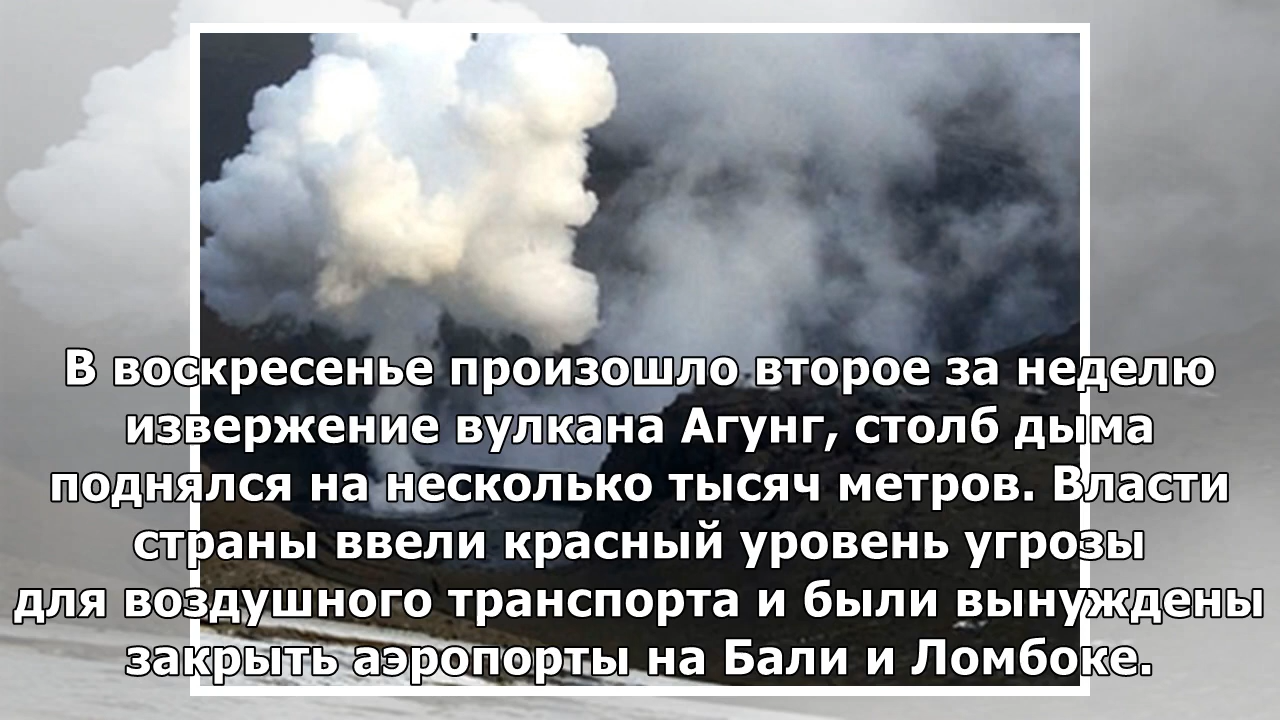 В воскресенье произошло второе за неделю
извержение вулкана Агунг, столб дыма
поднялся на несколько тысяч метров. Власти
страны ввели красный уровень угрозы
для воздушного транспорта и были вынуждены
закрыть аэропорты на Бали и Ломбоке.